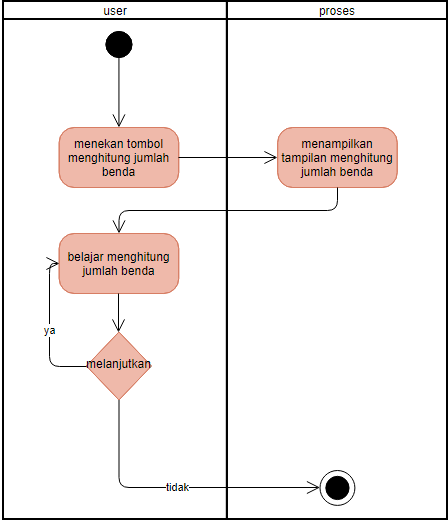 user
proses
menekan tombol
menghitung jumlah
benda
menampilkan
tampilan menghitung
jumlah benda
belajar menghitung
jumlah benda
ya
melanjutkan
tidak